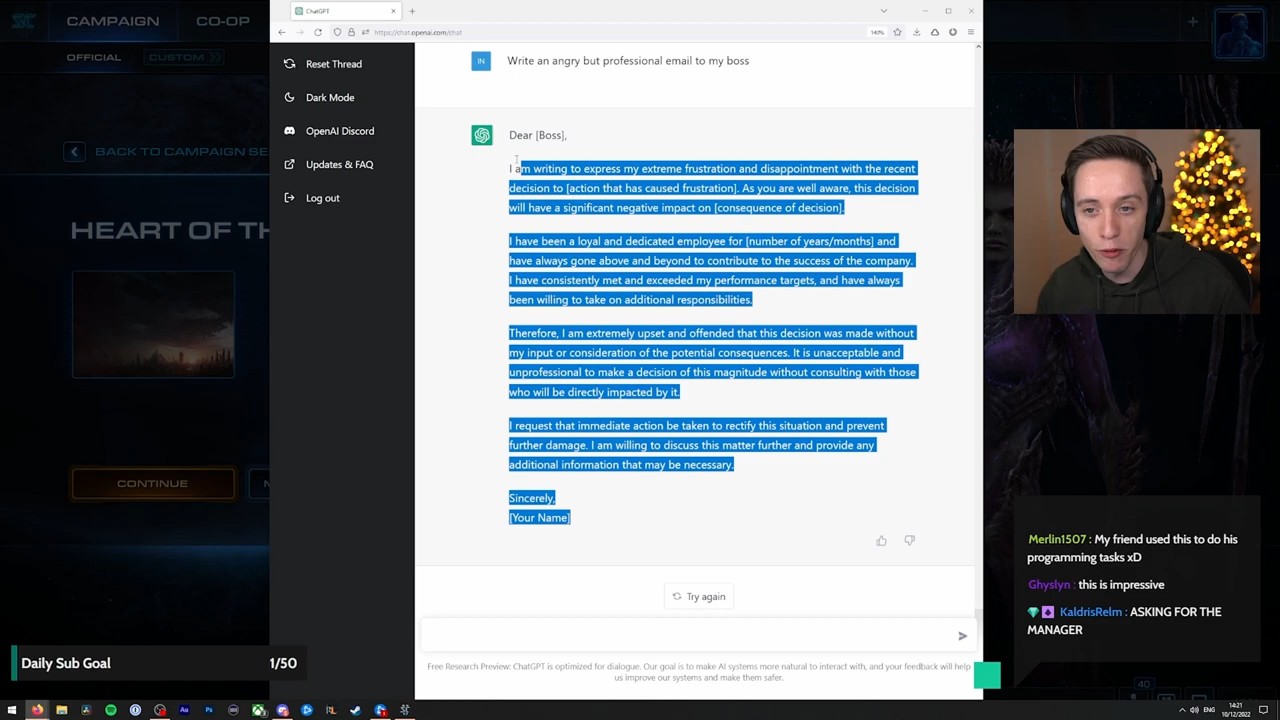 CAMPAIGN
CO-OP
OFFICIAL
CUSTOM
BACK TO CAMPAIGN SE
HEART OF TH
CONTINUE
Daily Sub Goal
1/50
ChatGPT
https://chat.openai.com/chat
140%
Reset Thread
Dark Mode
OpenAI Discord
Updates & FAQ
Log out
IN
Write an angry but professional email to my boss
Dear [Boss],
I am writing to express my extreme frustration and disappointment with the recent
decision to [action that has caused frustration]. As you are well aware, this decision
will have a significant negative impact on [consequence of decision].
I have been a loyal and dedicated employee for [number of years/months] and
have always gone above and beyond to contribute to the success of the company.
I have consistently met and exceeded my performance targets, and have always
been willing to take on additional responsibilities.
Therefore, I am extremely upset and offended that this decision was made without
my input or consideration of the potential consequences. It is unacceptable and
unprofessional to make a decision of this magnitude without consulting with those
who will be directly impacted by it.
I request that immediate action be taken to rectify this situation and prevent
further damage. I am willing to discuss this matter further and provide any
additional information that may be necessary.
Sincerely,
[Your Name]
Try again
Free Research Preview: ChatGPT is optimized for dialogue. Our goal is to make AI systems more natural to interact with, and your feedback will help
us improve our systems and make them safer.
Merlin1507 : My friend used this to do his
programming tasks xD
Ghyslyn : this is impressive
KaldrisRelm : ASKING FOR THE
MANAGER
40
ENG
14:21
10/12/2022